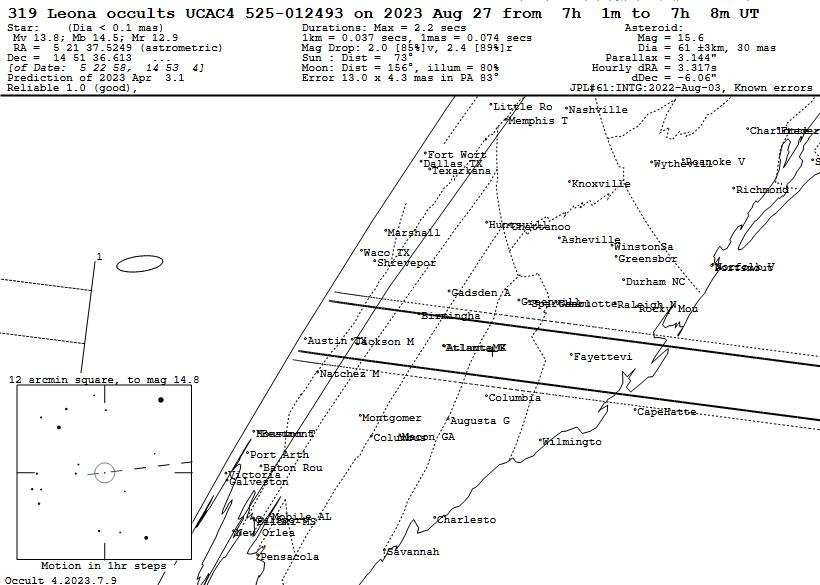 319 Leona occults UCAC4 525-012493 on 2023 Aug 27 from 7h 1m to 7h 8m UT
Star: (Dia < 0.1 mas)
Mv 13.8; Mb 14.5; Mr 12.9
RA = 5 21 37.5249 (astrometric)
Dec = 14 51 36.613 ...
[of Date: 5 22 58, 14 53 4]
Prediction of 2023 Apr 3.1
Reliable 1.0 (good),
Durations: Max = 2.2 secs
1km = 0.037 secs, 1mas = 0.074 secs
Mag Drop: 2.0 [85%]v, 2.4 [89%]r
Sun : Dist = 73°
Moon: Dist = 156°, illum = 80%
Error 13.0 x 4.3 mas in PA 83°
Asteroid:
Mag = 15.6
Dia = 61 ±3km, 30 mas
Parallax = 3.144"
Hourly dRA = 3.317s
dDec = -6.06"
JPL#61:INTG:2022-Aug-03, Known errors
Little Ro
Nashville
Memphis T
Fort Wort
Dallas TX
Texarkana
Roanoke V
Knoxville
Richmond
Marshall
Asheville
WinstonSa
Greensbor
Waco TX
Shrevepor
Durham NC
1
Gadsden A
Raleigh N
Rocky Mou
Birmingha
Austin TX
Jackson M
Fayettevi
Natchez M
12 arcmin square, to mag 14.8
Columbia
CapeHatte
Montgomer
Augusta G
Macon GA
Wilmingto
Port Arth
Baton Rou
Victoria
Galveston
Mobile AL
Charlesto
New Orlea
Savannah
Pensacola
Motion in 1hr steps
Occult 4.2023.7.9